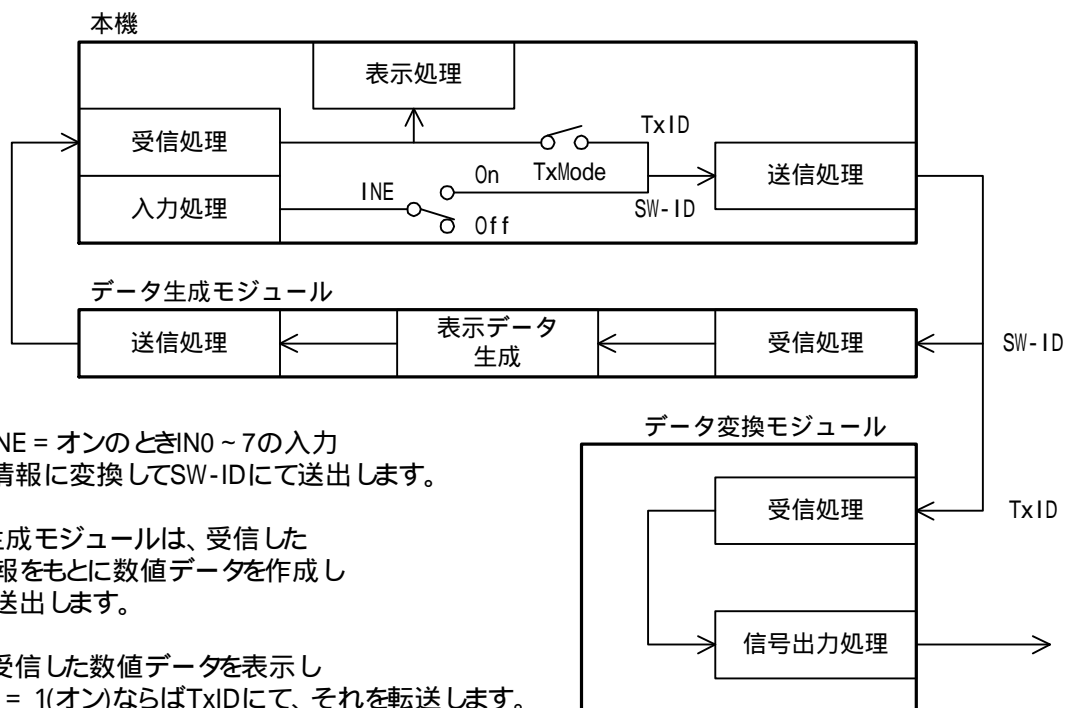 本機
表示処理
受信処理
TxID
On
TxMode
送信処理
入力処理
INE
SW-ID
Off
データ生成モジュール
送信処理
表示データ
生成
受信処理
SW-ID
NE = オンのときIN0 ~ 7の入力
情報に変換してSW-IDにて送出します。
データ変換モジュール
受信処理
TxID
成モジュールは、受信した
報をもとに数値データを作成し
送出します。
信号出力処理
受信した数値データを表示し
= 1(オン)ならばTxIDにて、それを転送します。